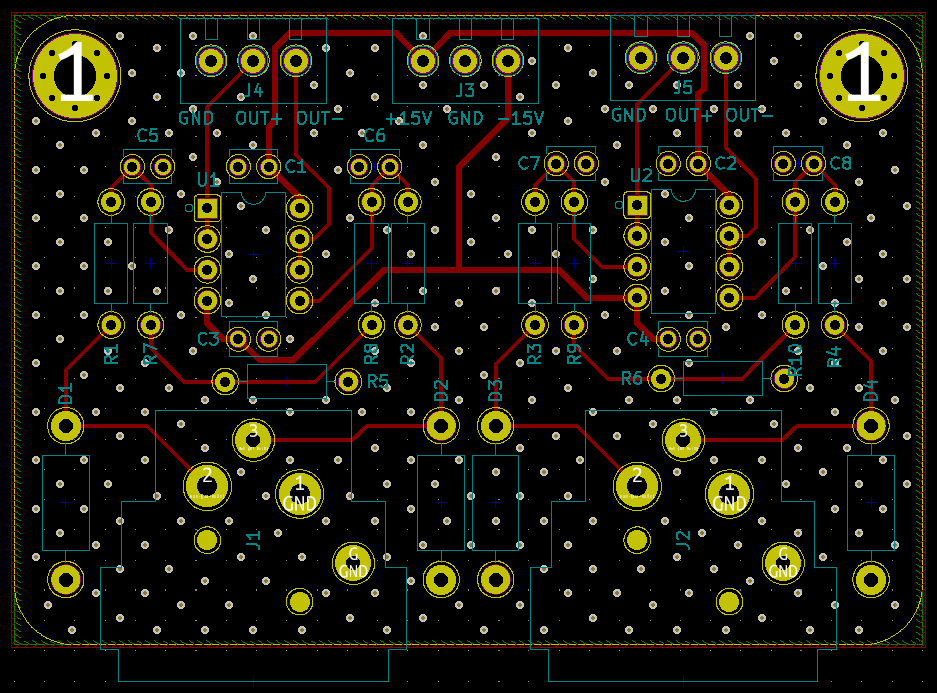 1 1
J4 J3 J5
GND OUT+ OUT- +15V GND -15V GND OUT+ OUT-
C5 C6
C1 C7 C2 C8
U1 U2
C3 C4
R1 R7 R8 R2 R3 R9 R10 R4
R5 R6
D1 D2 D3 D4
3 3
2 2
1 1
GND GND
J1 J2
G G
GND GND